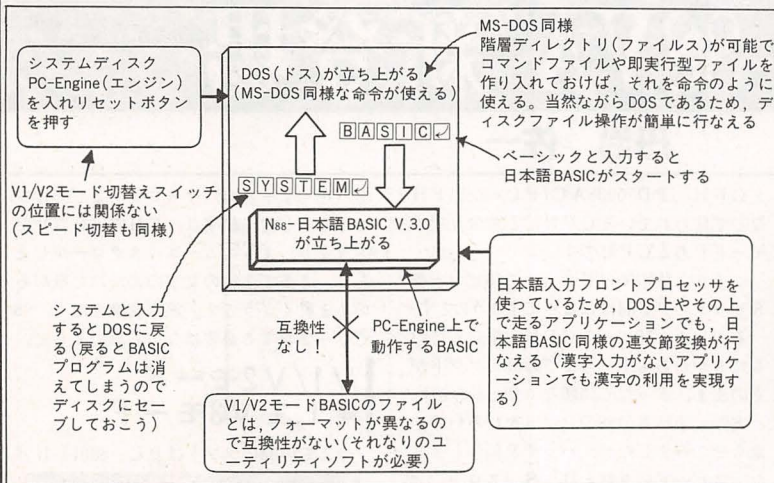 システムディスク
PC-Engine(エンジン)
を入れリセットボタン
を押す
V1/V2モード切替えスイッチ
の位置には関係ない
(スピード切替も同様)
DOS(ドス)が立ち上がる
(MS-DOS同様な命令が使える)
MS-DOS同様
階層ディレクトリ(ファイルス)が可能で
コマンドファイルや即実行型ファイルを
作り入れておけば,それを命令のように
使える。当然ながらDOSであるため,デ
ィスクファイル操作が簡単に行なえる
BASIC↵
ベーシックと入力すると
日本語BASICがスタートする
SYSTEM↵
N88-日本語BASIC V.3.0
が立ち上がる
システムと入力
するとDOSに戻
る(戻るとBASIC
プログラムは消
えてしまうので
ディスクにセー
ブしておこう)
互換性
なし!
PC-Engine上で
動作するBASIC
日本語入力フロントプロセッサを
使っているため,DOS上やその上
で走るアプリケーションでも,日
本語BASIC同様の連文節変換が行
なえる(漢字入力がないアプリケ
ーションでも漢字の利用を実現す
る)
V1/V2モードBASICのファイル
とは,フォーマットが異なるの
で互換性がない(それなりのユ
ーティリティソフトが必要)